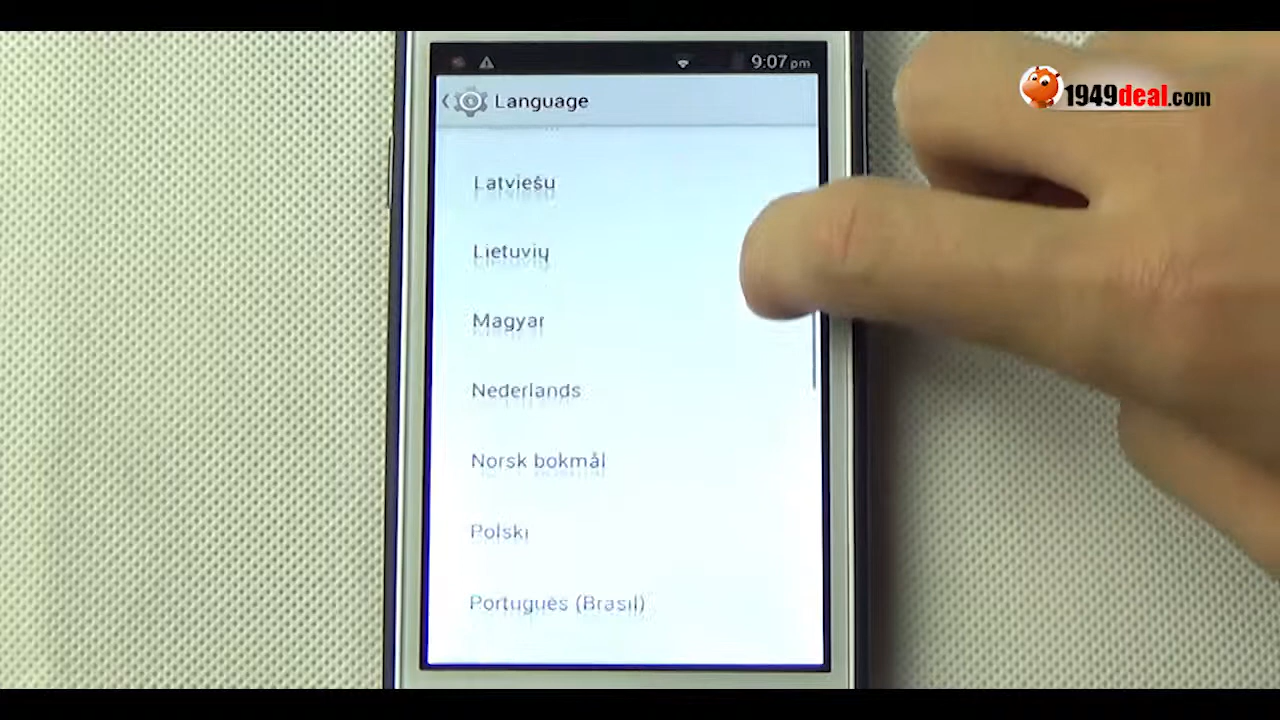 9:07 pm
1949deal.com
Language
Latviešu
Lietuvių
Magyar
Nederlands
Norsk bokmål
Polski
Português (Brasil)